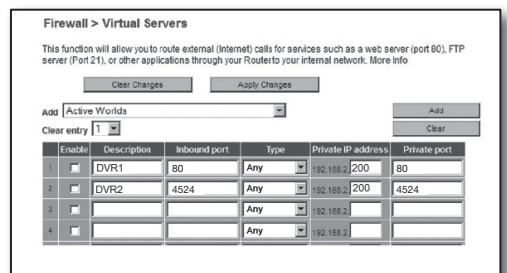 Firewall > Virtual Servers
This function will allow you to route external (Internet) calls for services such as a web server (port 80), FTP
server (Port 21), or other applications through your Router to your internal network. More Info
Clear Changes Apply Changes
Add Active Worlds Add
Clear entry 1 Clear
Enable Description Inbound port Type Private IP address Private port
1 DVR1 80 Any 192.168.2. 200 80
2 DVR2 4524 Any 192.168.2. 200 4524
3 Any 192.168.2.
4 Any 192.168.2.